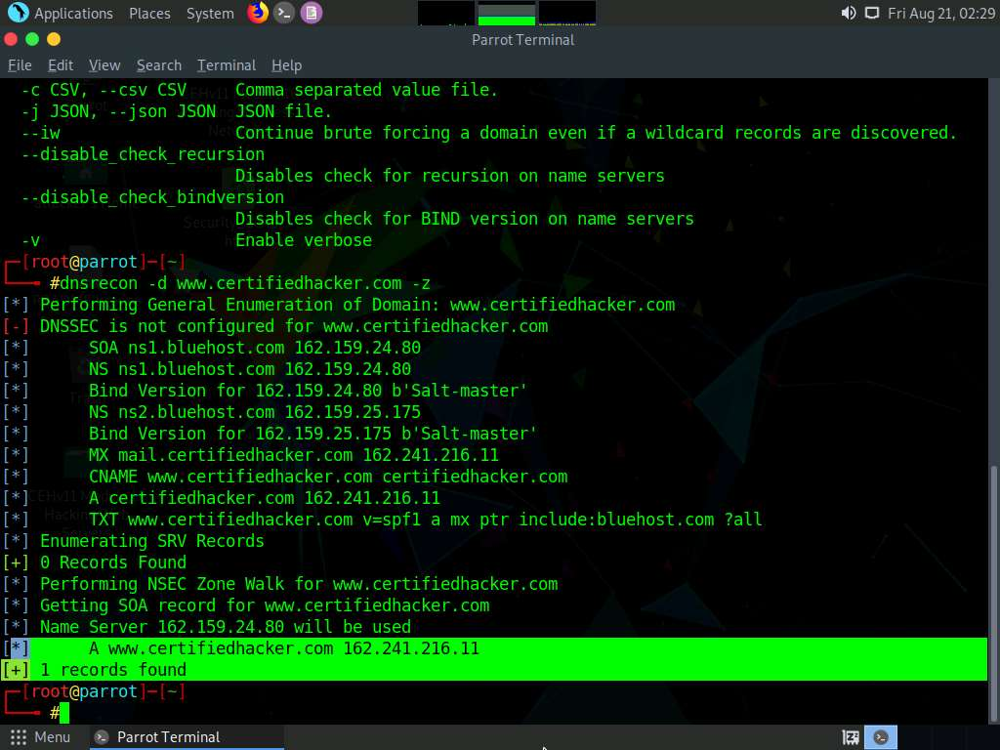 Applications Places System Fri Aug 21, 02:29
Parrot Terminal
File Edit View Search Terminal Help
-c CSV, --csv CSV Comma separated value file.
-j JSON, --json JSON JSON file.
--iw Continue brute forcing a domain even if a wildcard records are discovered.
--disable_check_recursion
Disables check for recursion on name servers
--disable_check_bindversion
Disables check for BIND version on name servers
-v Enable verbose
[root@parrot]─[~]
#dnsrecon -d www.certifiedhacker.com -z
[*] Performing General Enumeration of Domain: www.certifiedhacker.com
[-] DNSSEC is not configured for www.certifiedhacker.com
[*] SOA ns1.bluehost.com 162.159.24.80
[*] NS ns1.bluehost.com 162.159.24.80
[*] Bind Version for 162.159.24.80 b'Salt-master'
[*] NS ns2.bluehost.com 162.159.25.175
[*] Bind Version for 162.159.25.175 b'Salt-master'
[*] MX mail.certifiedhacker.com 162.241.216.11
[*] CNAME www.certifiedhacker.com certifiedhacker.com
[*] A certifiedhacker.com 162.241.216.11
[*] TXT www.certifiedhacker.com v=spf1 a mx ptr include:bluehost.com ?all
[*] Enumerating SRV Records
[+] 0 Records Found
[*] Performing NSEC Zone Walk for www.certifiedhacker.com
[*] Getting SOA record for www.certifiedhacker.com
[*] Name Server 162.159.24.80 will be used
[*] A www.certifiedhacker.com 162.241.216.11
[+] 1 records found
[root@parrot]─[~]
#
Menu Parrot Terminal